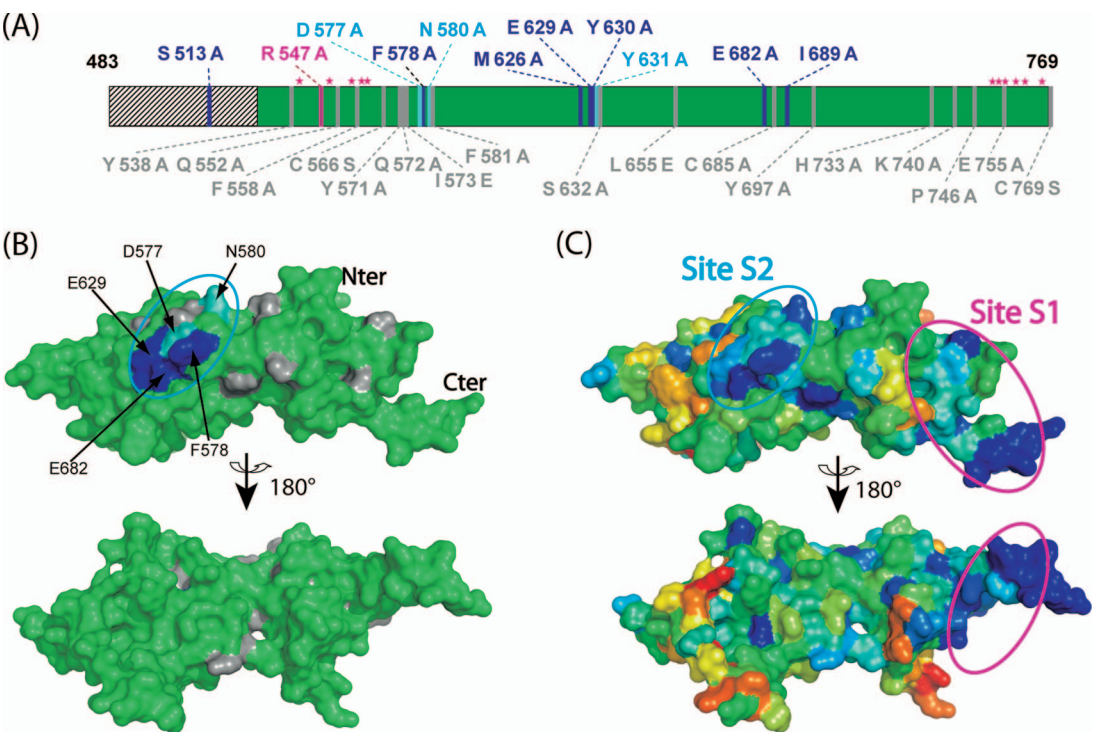 (A)
D 577 A N 580 A E 629 A Y 630 A
483 S 513 A R 547 A F 578 A M 626 A Y 631 A E 682 A I 689 A 769
Y 538 A Q 552 A C 566 S Q 572 A F 581 A L 655 E C 685 A H 733 A K 740 A E 755 A
F 558 A Y 571 A I 573 E S 632 A Y 697 A P 746 A C 769 S
(B)
D577 N580
E629 Nter
Cter
E682 F578
180°
(C)
Site S2
Site S1
180°